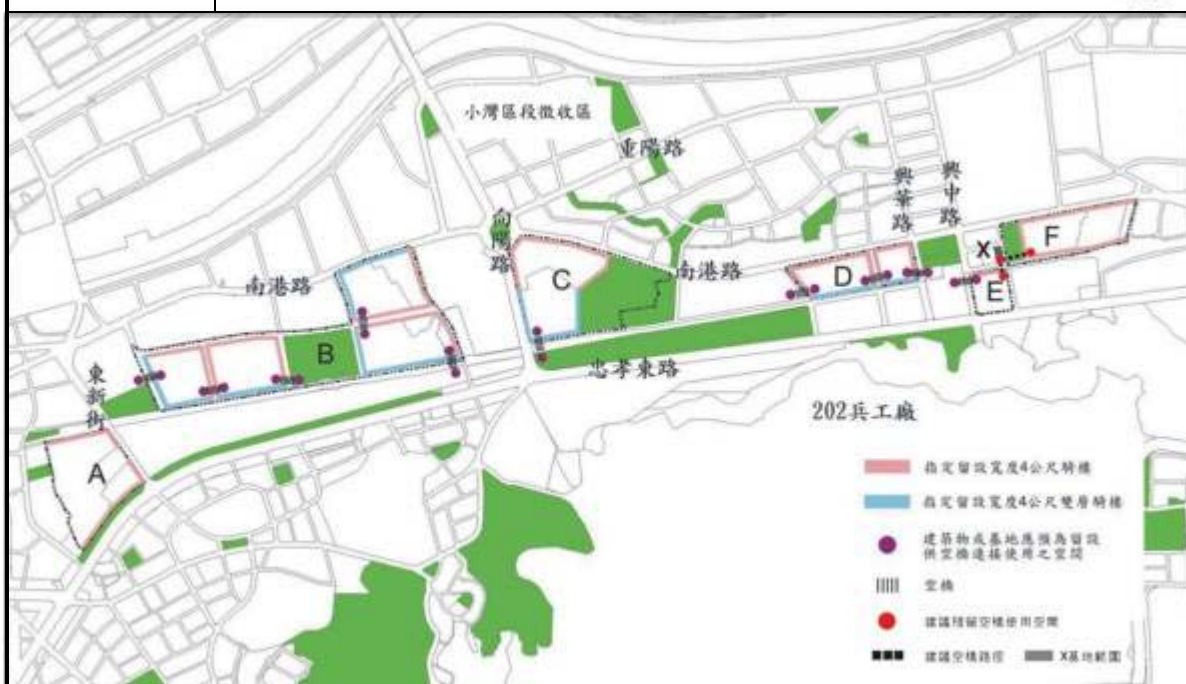 小灣區段徵收區
重陽路
向陽路
興華路
興中路
南港路
南港路
東新街
忠孝東路
202兵工廠
A
B
C
D
E
F
X
指定留設寬度4公尺騎樓
指定留設寬度4公尺雙層騎樓
建築物或基地應預為留設
供空橋連接使用之空間
空橋
建議預留空橋使用空間
建議空橋路徑 X基地範圍